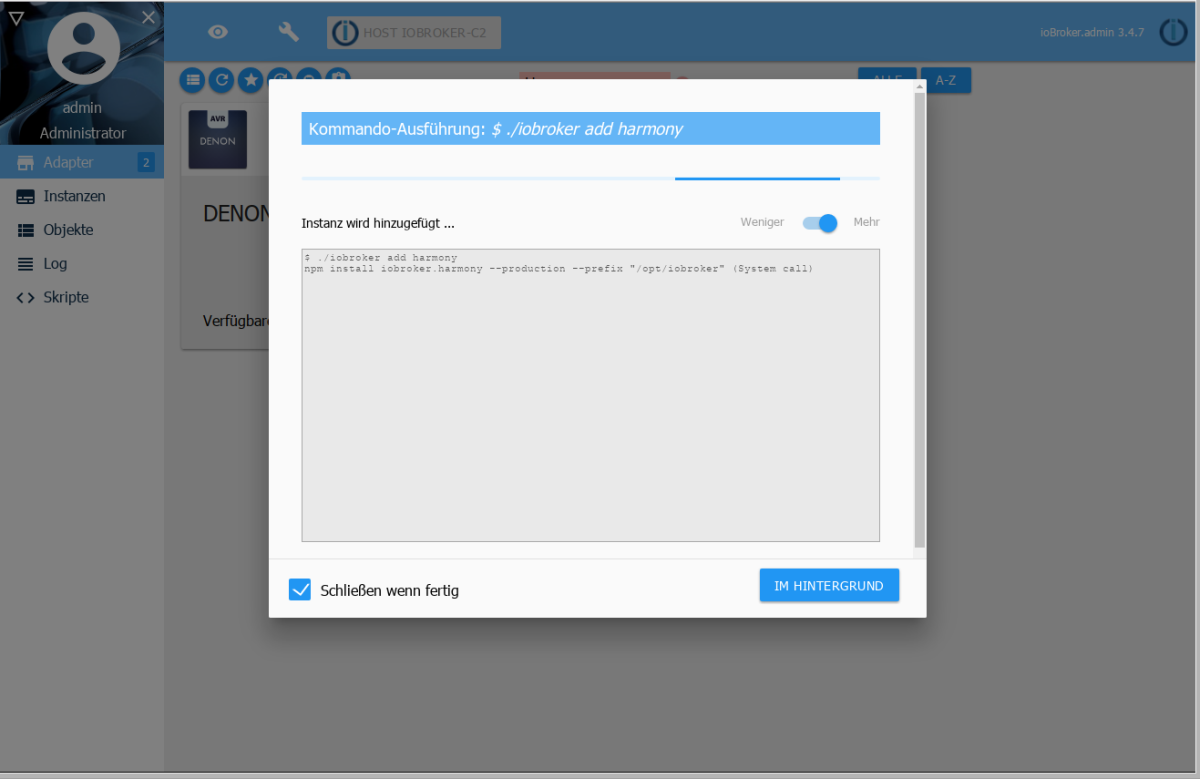 HOST IOBROKER-C2
ioBroker.admin 3.4.7
A-Z
admin
Administrator
Adapter 2
Instanzen
Objekte
Log
Skripte
AVR
DENON
DENON
Verfügbare
Kommando-Ausführung: $ ./iobroker add harmony
Instanz wird hinzugefügt ...
Weniger
Mehr
$ ./iobroker add harmony
npm install iobroker.harmony --production --prefix "/opt/iobroker" (System call)
Schließen wenn fertig
IM HINTERGRUND